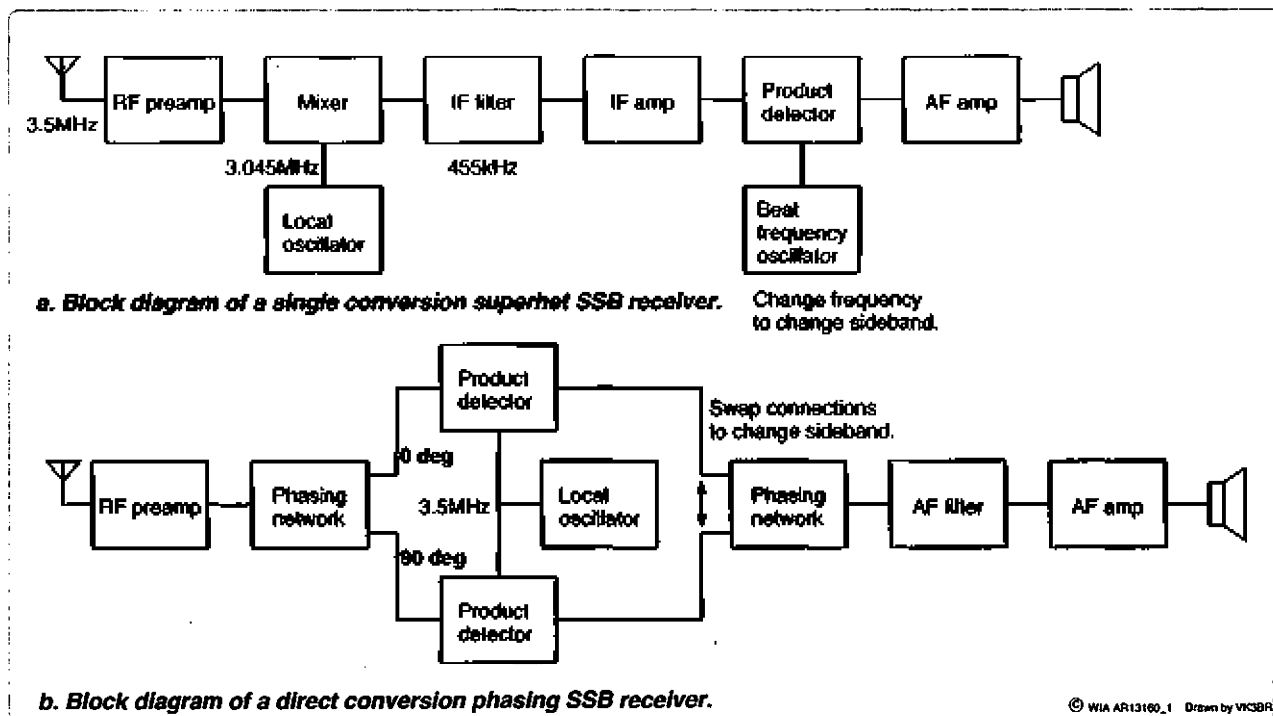 RF preamp
Mixer
IF filter
IF amp
Product
detector
AF amp
3.5MHz
3.045MHz
455kHz
Local
oscillator
Beat
frequency
oscillator
a. Block diagram of a single conversion superhet SSB receiver.
Change frequency
to change sideband.
Product
detector
Swap connections
to change sideband.
0 deg
RF preamp
Phasing
network
3.5MHz
Local
oscillator
Phasing
network
AF filter
AF amp
90 deg
Product
detector
b. Block diagram of a direct conversion phasing SSB receiver.
© WIA AR13160_1 Drawn by VK3BR